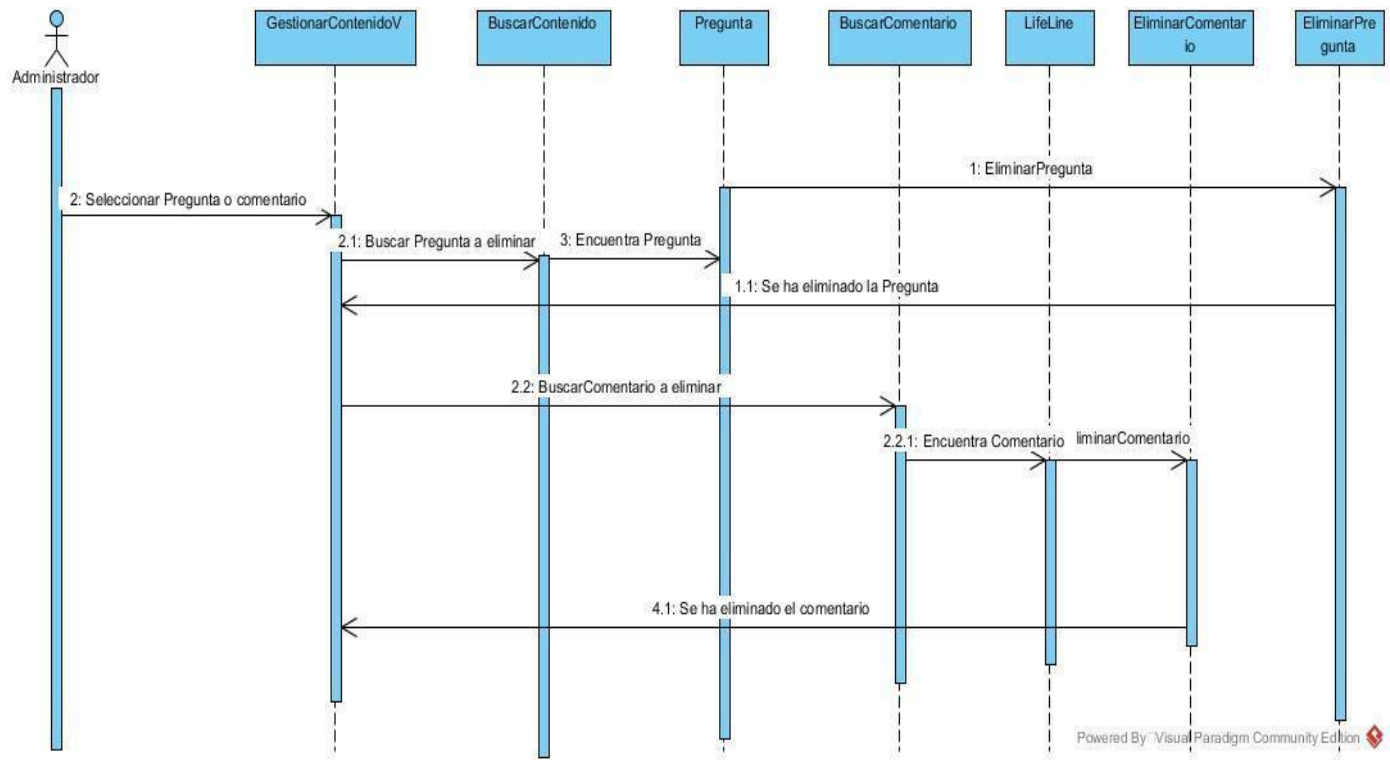 GestionarContenidoV
BuscarContenido
Pregunta
BuscarComentario
LifeLine
EliminarComentar
io
EliminarPre
gunta
Administrador
1: EliminarPregunta
2: Seleccionar Pregunta o comentario
2.1: Buscar Pregunta a eliminar
3: Encuentra Pregunta
1.1: Se ha eliminado la Pregunta
2.2: BuscarComentario a eliminar
2.2.1: Encuentra Comentario
liminarComentario
4.1: Se ha eliminado el comentario
Powered By Visual Paradigm Community Edition